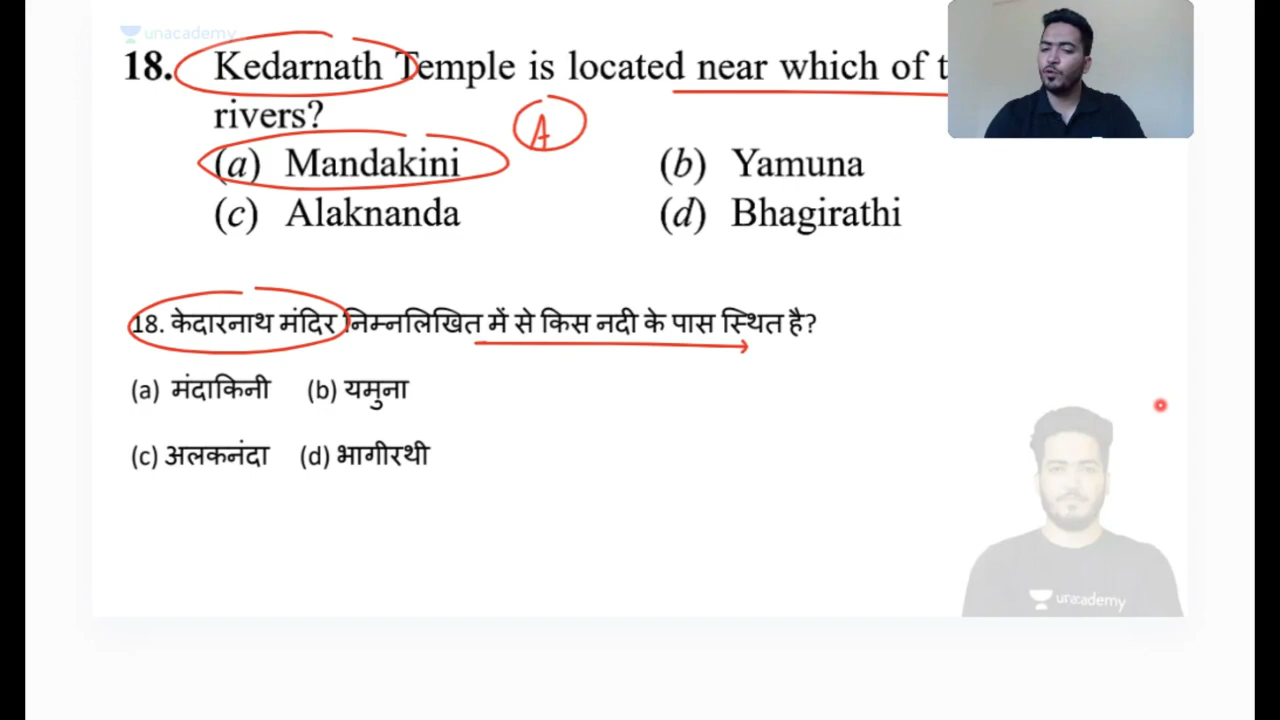 unacademy
18. Kedarnath Temple is located near which of t
rivers?
A
(a) Mandakini (b) Yamuna
(c) Alaknanda (d) Bhagirathi
18. केदारनाथ मंदिर निम्नलिखित में से किस नदी के पास स्थित है?
(a) मंदाकिनी (b) यमुना
(c) अलकनंदा (d) भागीरथी
unacademy